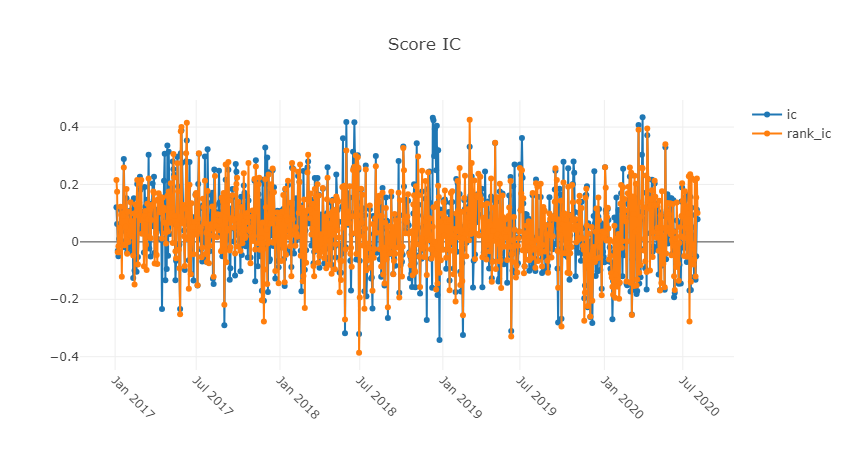 Score IC
ic
rank_ic
0.4
0.2
0
−0.2
−0.4
Jan 2017
Jul 2017
Jan 2018
Jul 2018
Jan 2019
Jul 2019
Jan 2020
Jul 2020